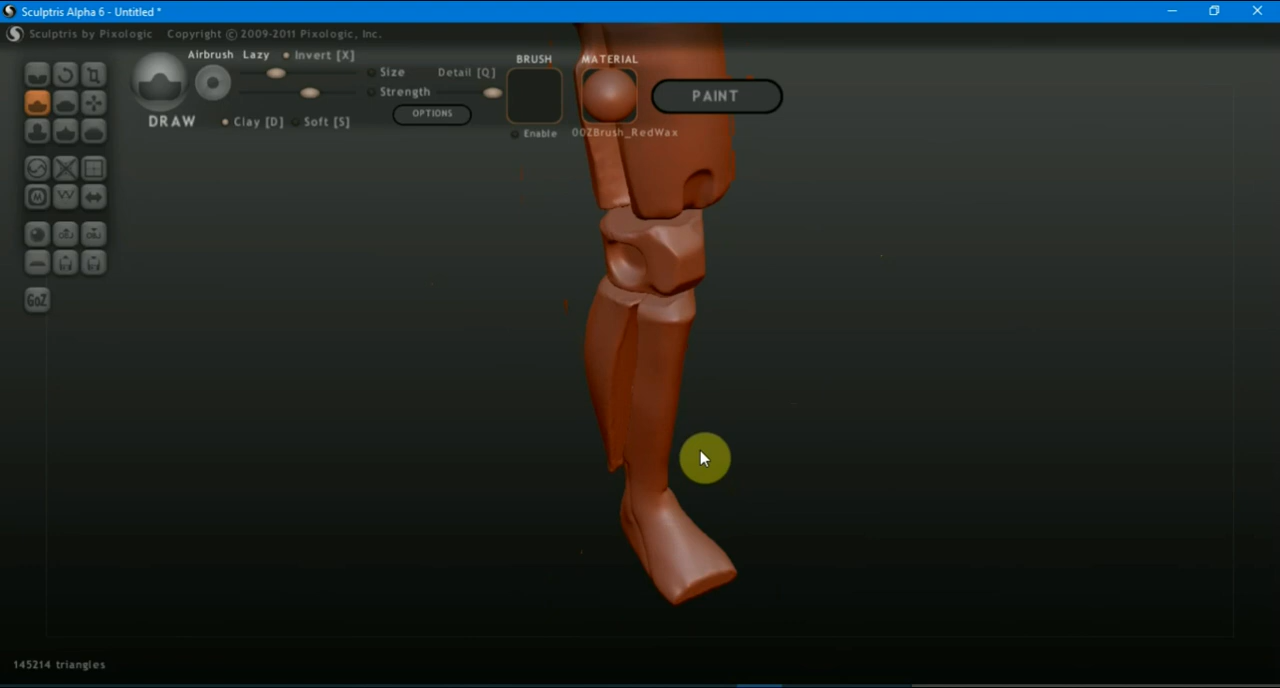 Sculptris Alpha 6 - Untitled *
Sculptris by Pixologic Copyright © 2009-2011 Pixologic, Inc.
Airbrush Lazy Invert [X]
BRUSH
MATERIAL
Size
Detail [Q]
Strength
PAINT
OPTIONS
DRAW
Clay [D]
Soft [S]
Enable
00ZBrush_RedWax
GoZ
145214 triangles